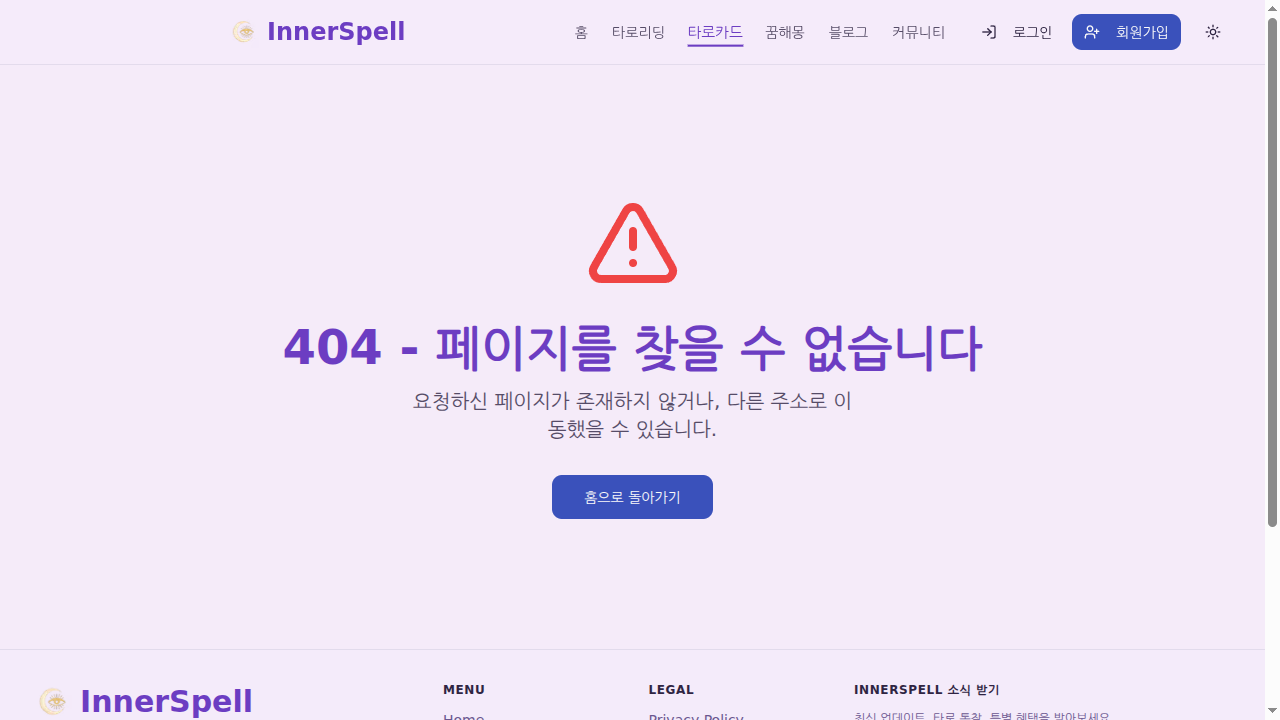 InnerSpell
홈 타로리딩 타로카드 꿈해몽 블로그 커뮤니티 로그인 회원가입
404 - 페이지를 찾을 수 없습니다
요청하신 페이지가 존재하지 않거나, 다른 주소로 이
동했을 수 있습니다.
홈으로 돌아가기
InnerSpell
MENU
Home
LEGAL
Privacy Policy
INNERSPELL 소식 받기
최신 업데이트, 타로 통찰, 특별 혜택을 받아보세요.